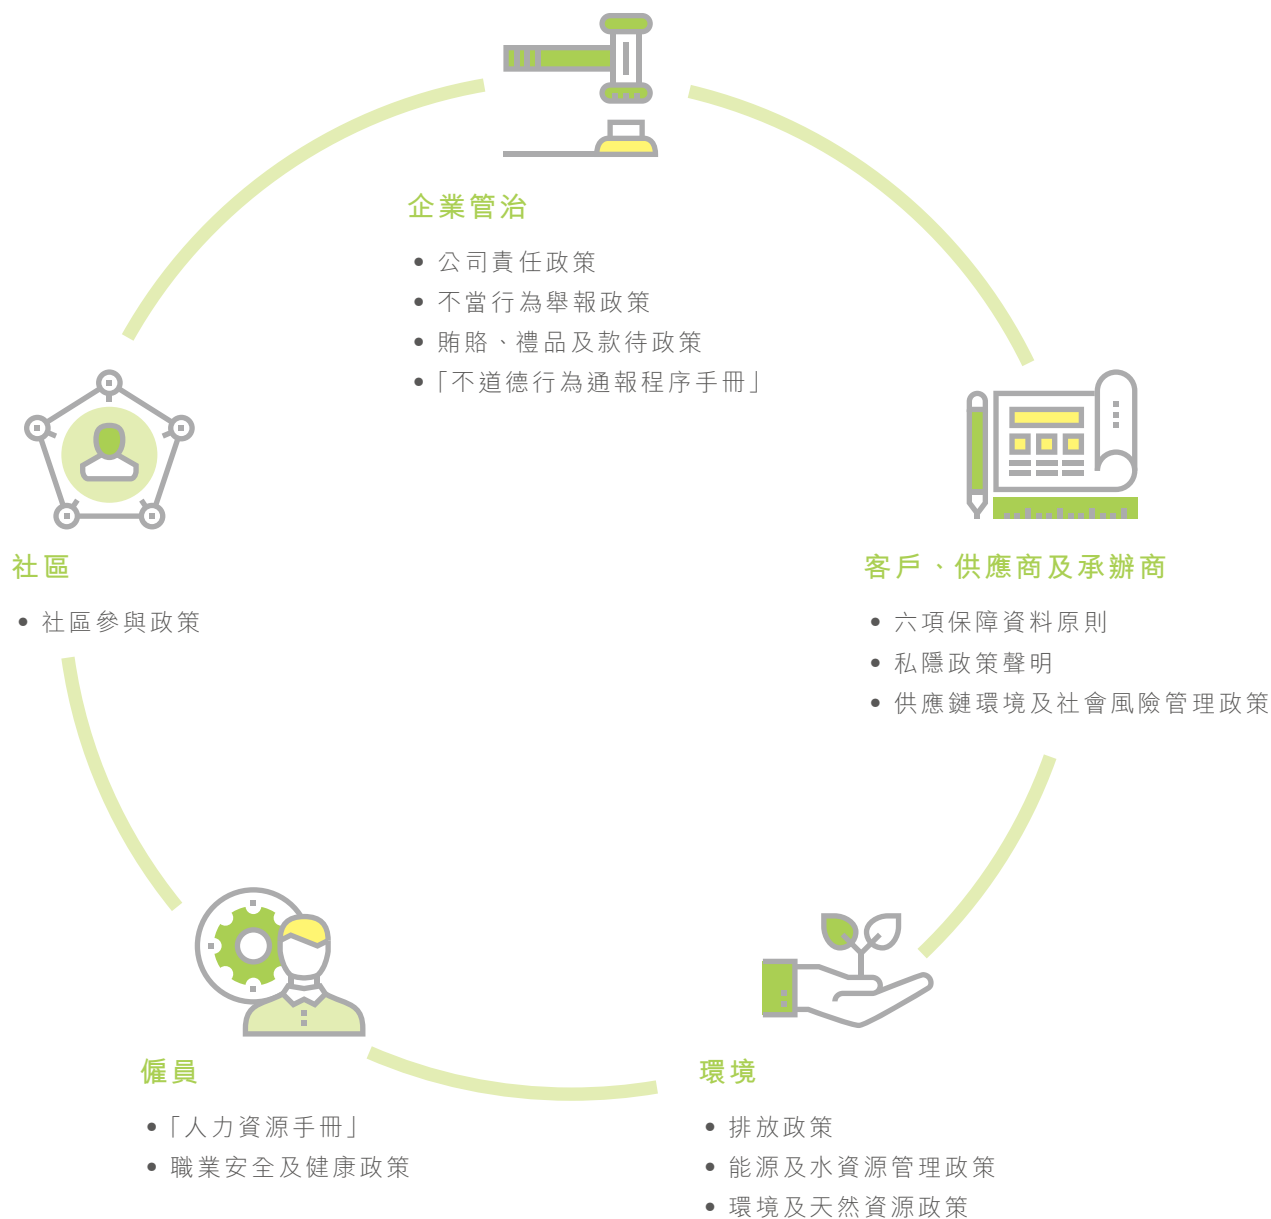 企業管治
• 公司責任政策
• 不當行為舉報政策
• 賄賂、禮品及款待政策
• 「不道德行為通報程序手冊」
社區
• 社區參與政策
客戶、供應商及承辦商
• 六項保障資料原則
• 私隱政策聲明
• 供應鏈環境及社會風險管理政策
僱員
• 「人力資源手冊」
• 職業安全及健康政策
環境
• 排放政策
• 能源及水資源管理政策
• 環境及天然資源政策